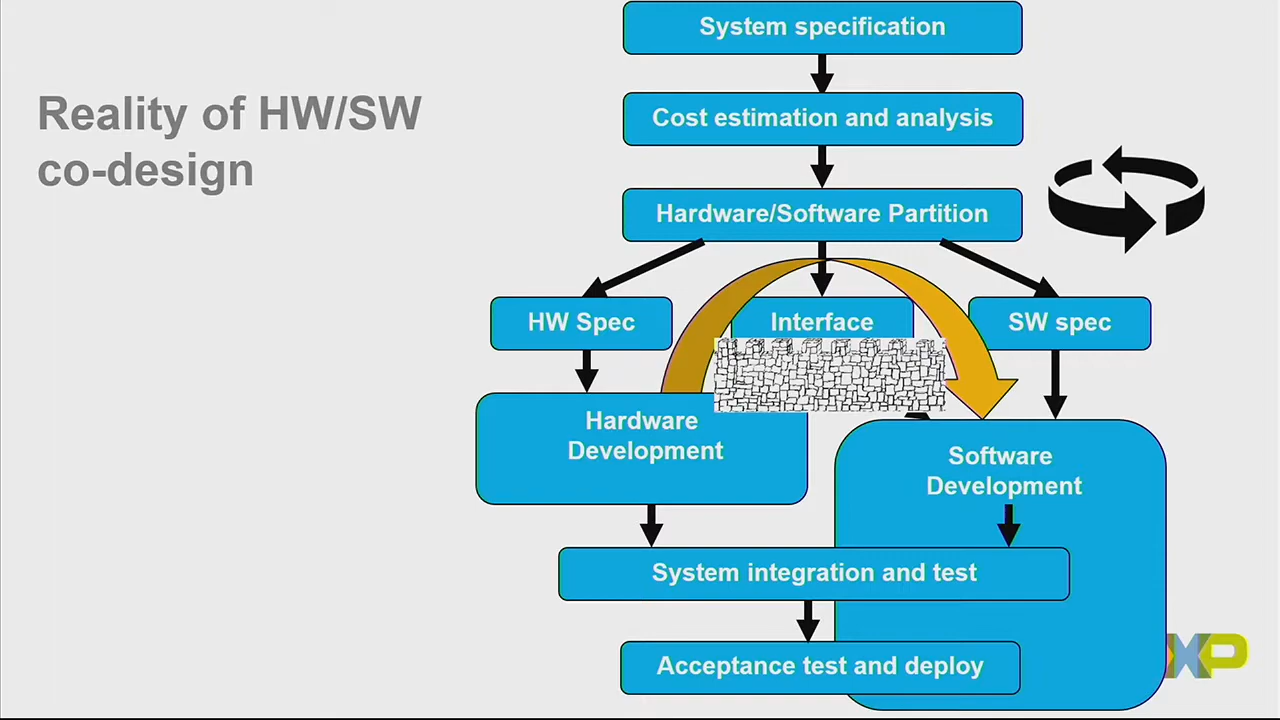 Reality of HW/SW
co-design
System specification
Cost estimation and analysis
Hardware/Software Partition
HW Spec
Interface
SW spec
Hardware
Development
Software
Development
System integration and test
Acceptance test and deploy
XP